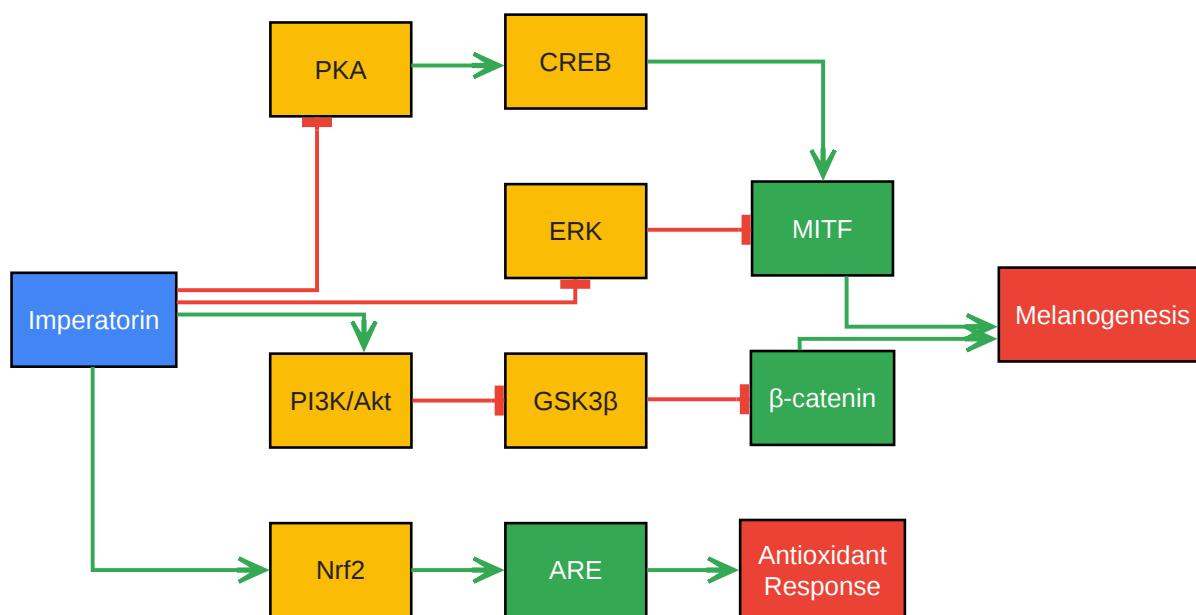 PKA
CREB
ERK
MITF
Imperatorin
Melanogenesis
PI3K/Akt
GSK3β
β-catenin
Nrf2
ARE
Antioxidant
Response